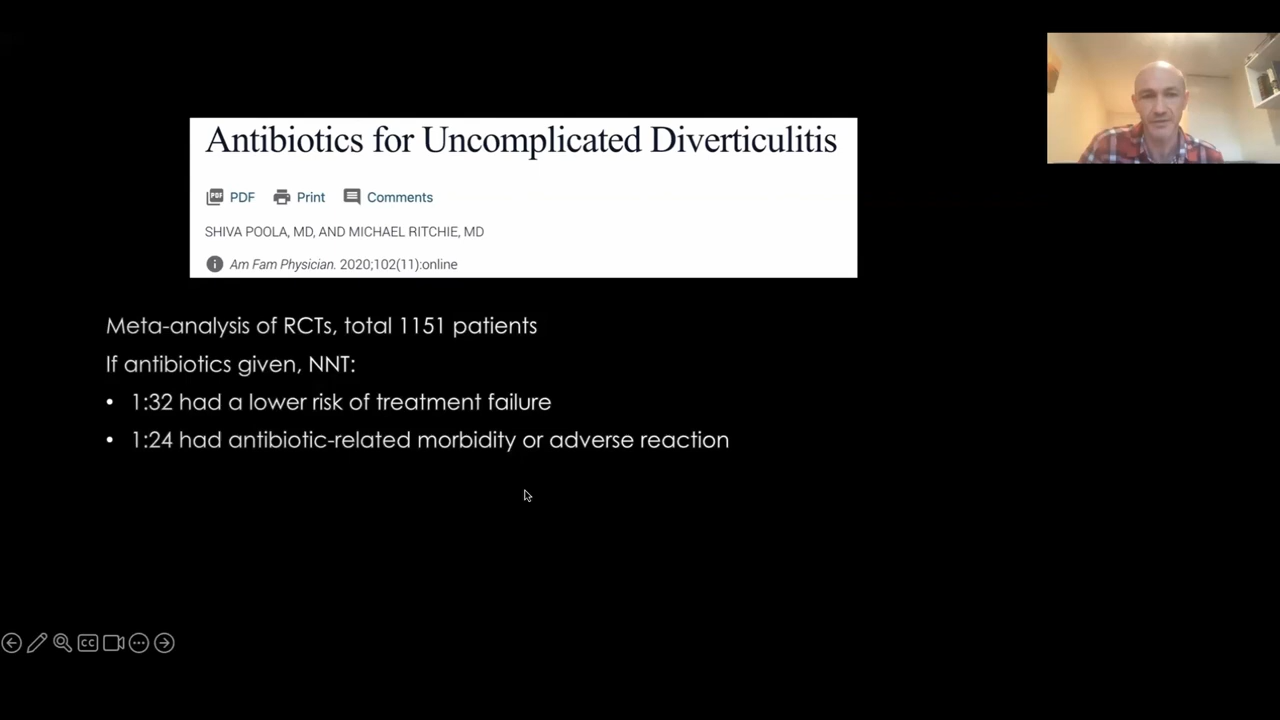 Antibiotics for Uncomplicated Diverticulitis
PDF Print Comments
SHIVA POOLA, MD, AND MICHAEL RITCHIE, MD
Am Fam Physician. 2020;102(11):online
Meta-analysis of RCTs, total 1151 patients
If antibiotics given, NNT:
• 1:32 had a lower risk of treatment failure
• 1:24 had antibiotic-related morbidity or adverse reaction
CC